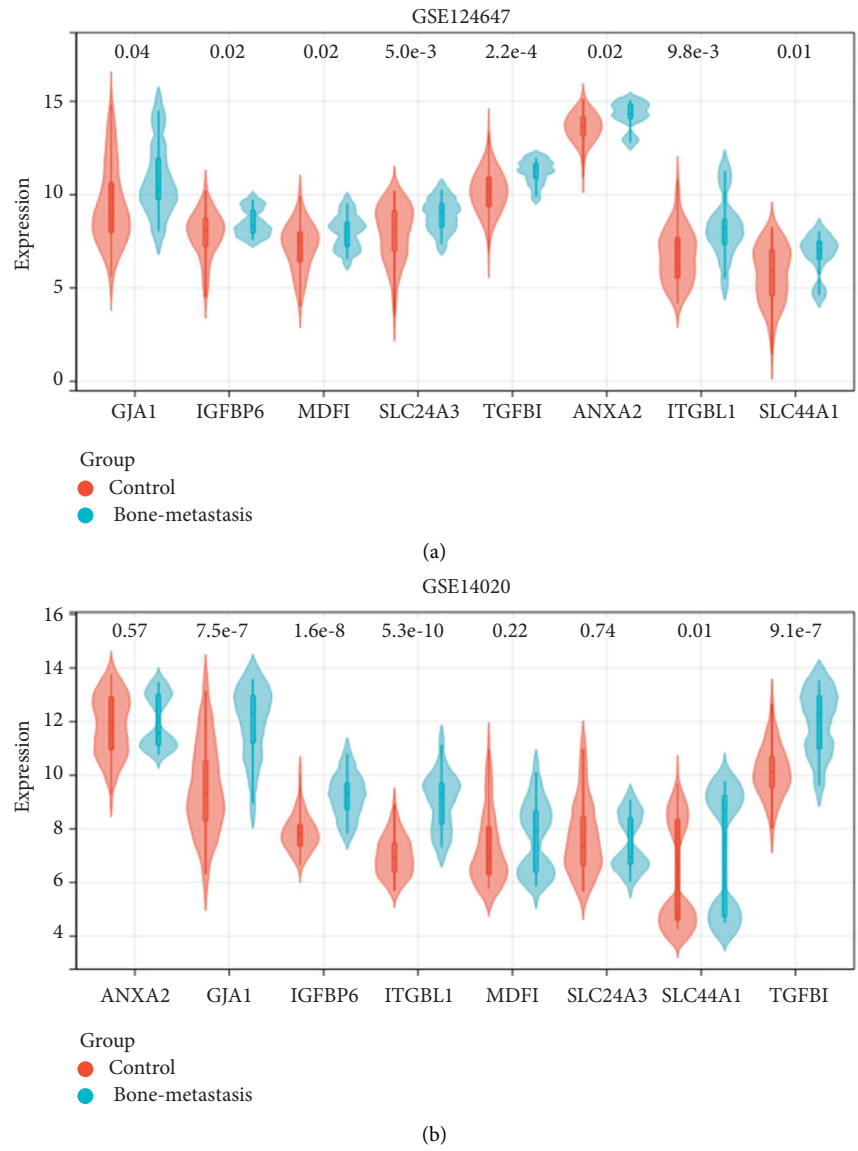 GSE124647
0.04 0.02 0.02 5.0e-3 2.2e-4 0.02 9.8e-3 0.01
15
10
5
0
Expression
GJA1 IGFBP6 MDFI SLC24A3 TGFBI ANXA2 ITGBL1 SLC44A1
Group
Control
Bone-metastasis
(a)
GSE14020
0.57 7.5e-7 1.6e-8 5.3e-10 0.22 0.74 0.01 9.1e-7
16
14
12
10
8
6
4
Expression
ANXA2 GJA1 IGFBP6 ITGBL1 MDFI SLC24A3 SLC44A1 TGFBI
Group
Control
Bone-metastasis
(b)